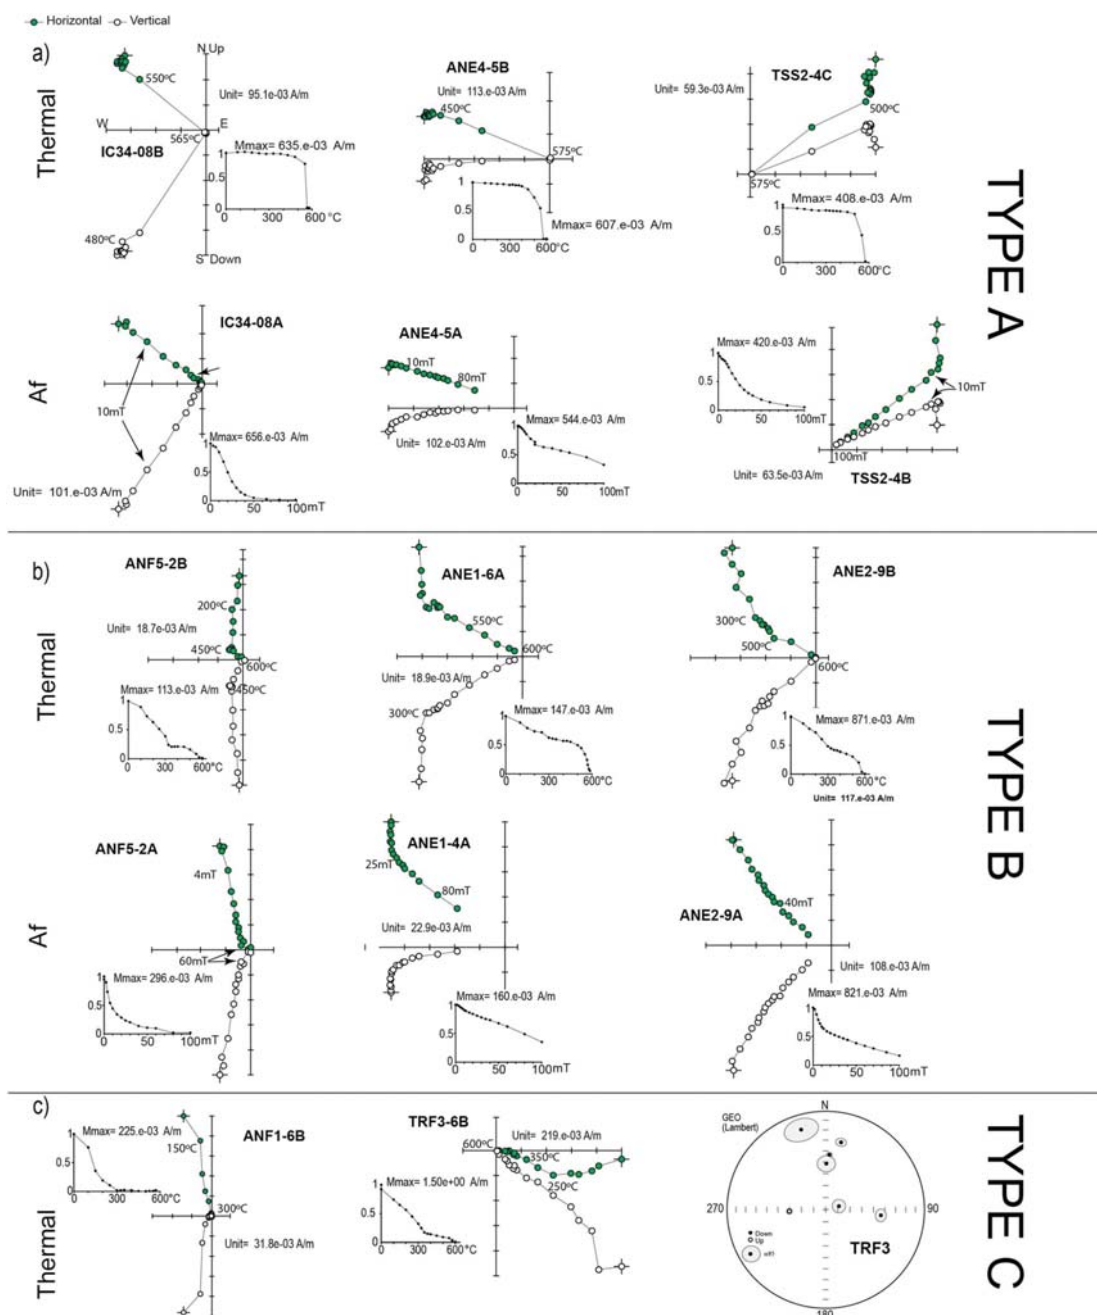 Horizontal Vertical
a)
Thermal
N Up
550ºC
Unit= 95.1e-03 A/m
W
E
565ºC
IC34-08B
Mmax= 635.e-03 A/m
1
0.5
0
0 300 600 °C
480ºC
S Down
ANE4-5B
Unit= 113.e-03 A/m
450ºC
575ºC
1
0.5
0
0 300 600°C
Mmax= 607.e-03 A/m
TSS2-4C
Unit= 59.3e-03 A/m
500ºC
575ºC
Mmax= 408.e-03 A/m
1
0.5
0
0 300 600°C
TYPE A
Af
IC34-08A
10mT
Mmax= 656.e-03 A/m
1
0.5
0
0 50 100mT
Unit= 101.e-03 A/m
ANE4-5A
10mT
80mT
Unit= 102.e-03 A/m
Mmax= 544.e-03 A/m
1
0.5
0
0 50 100mT
Mmax= 420.e-03 A/m
1
0.5
0
0 50 100mT
10mT
100mT
Unit= 63.5e-03 A/m
TSS2-4B
b)
Thermal
ANF5-2B
200ºC
Unit= 18.7e-03 A/m
450ºC
600ºC
450ºC
Mmax= 113.e-03 A/m
1
0.5
0
0 300 600°C
ANE1-6A
550ºC
600ºC
Unit= 18.9e-03 A/m
300ºC
Mmax= 147.e-03 A/m
1
0.5
0
0 300 600°C
ANE2-9B
300ºC
500ºC
600ºC
Mmax= 871.e-03 A/m
1
0.5
0
0 300 600°C
Unit= 117.e-03 A/m
TYPE B
Af
ANF5-2A
4mT
60mT
Mmax= 296.e-03 A/m
1
0.5
0
0 50 100mT
ANE1-4A
25mT
80mT
Unit= 22.9e-03 A/m
Mmax= 160.e-03 A/m
1
0.5
0
0 50 100mT
ANE2-9A
40mT
Unit= 108.e-03 A/m
Mmax= 821.e-03 A/m
1
0.5
0
0 50 100mT
c)
Thermal
Mmax= 225.e-03 A/m
1
0.5
0
0 300 600°C
ANF1-6B
150ºC
300ºC
Unit= 31.8e-03 A/m
TRF3-6B
600ºC
Unit= 219.e-03 A/m
350ºC
250ºC
Mmax= 1.50e+00 A/m
1
0.5
0
0 300 600°C
GEO
(Lambert)
N
270
90
Down
Up
α95
TRF3
180
TYPE C